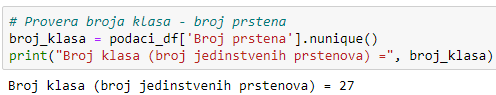 # Provera broja klasa - broj prstena
broj_klasa = podaci_df['Broj prstena'].nunique()
print("Broj klasa (broj jedinstvenih prstenova) =", broj_klasa)
Broj klasa (broj jedinstvenih prstenova) = 27